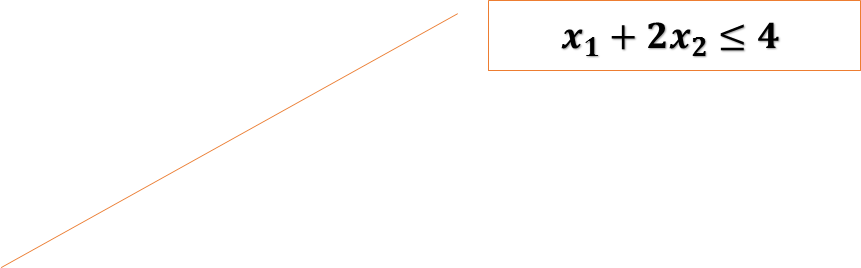 x₁ + 2x₂ ≤ 4